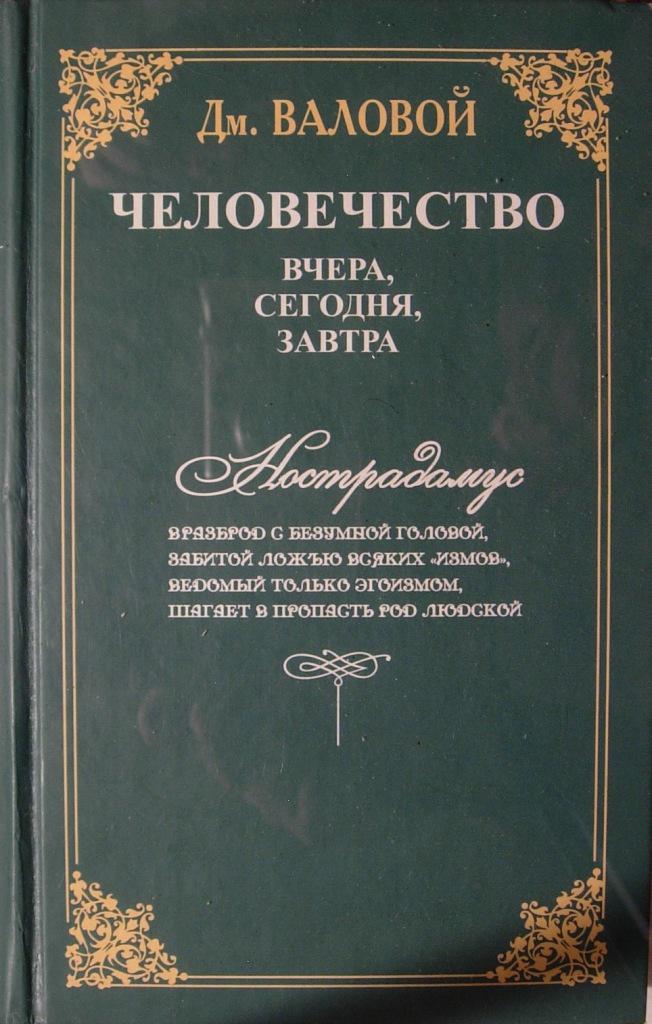 Дм. ВАЛОВОЙ
ЧЕЛОВЕЧЕСТВО
ВЧЕРА,
СЕГОДНЯ,
ЗАВТРА
Нострадамус
ВРАЗБРОД С БЕЗУМНОЙ ГОЛОВОЙ,
ЗАБИТОЙ ЛОЖЪЮ ВСЯКИХ «ИЗМОВ»,
ВЕДОМЫЙ ТОЛЬКО ЭГОИЗМОМ,
ШАГАЕТ В ПРОПАСТЬ РОД ЛЮДСКОЙ